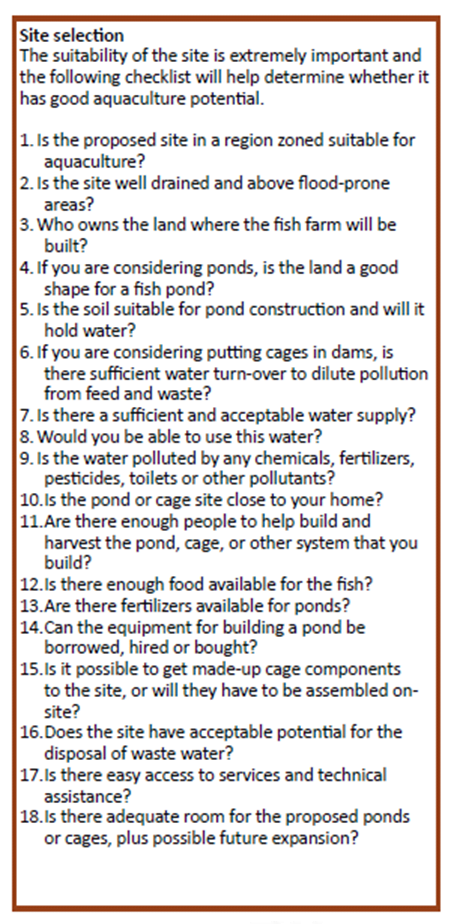 Site selection
The suitability of the site is extremely important and
the following checklist will help determine whether it
has good aquaculture potential.
1. Is the proposed site in a region zoned suitable for
aquaculture?
2. Is the site well drained and above flood-prone
areas?
3. Who owns the land where the fish farm will be
built?
4. If you are considering ponds, is the land a good
shape for a fish pond?
5. Is the soil suitable for pond construction and will it
hold water?
6. If you are considering putting cages in dams, is
there sufficient water turn-over to dilute pollution
from feed and waste?
7. Is there a sufficient and acceptable water supply?
8. Would you be able to use this water?
9. Is the water polluted by any chemicals, fertilizers,
pesticides, toilets or other pollutants?
10.Is the pond or cage site close to your home?
11.Are there enough people to help build and
harvest the pond, cage, or other system that you
build?
12.Is there enough food available for the fish?
13.Are there fertilizers available for ponds?
14.Can the equipment for building a pond be
borrowed, hired or bought?
15.Is it possible to get made-up cage components
to the site, or will they have to be assembled on-
site?
16.Does the site have acceptable potential for the
disposal of waste water?
17.Is there easy access to services and technical
assistance?
18.Is there adequate room for the proposed ponds
or cages, plus possible future expansion?